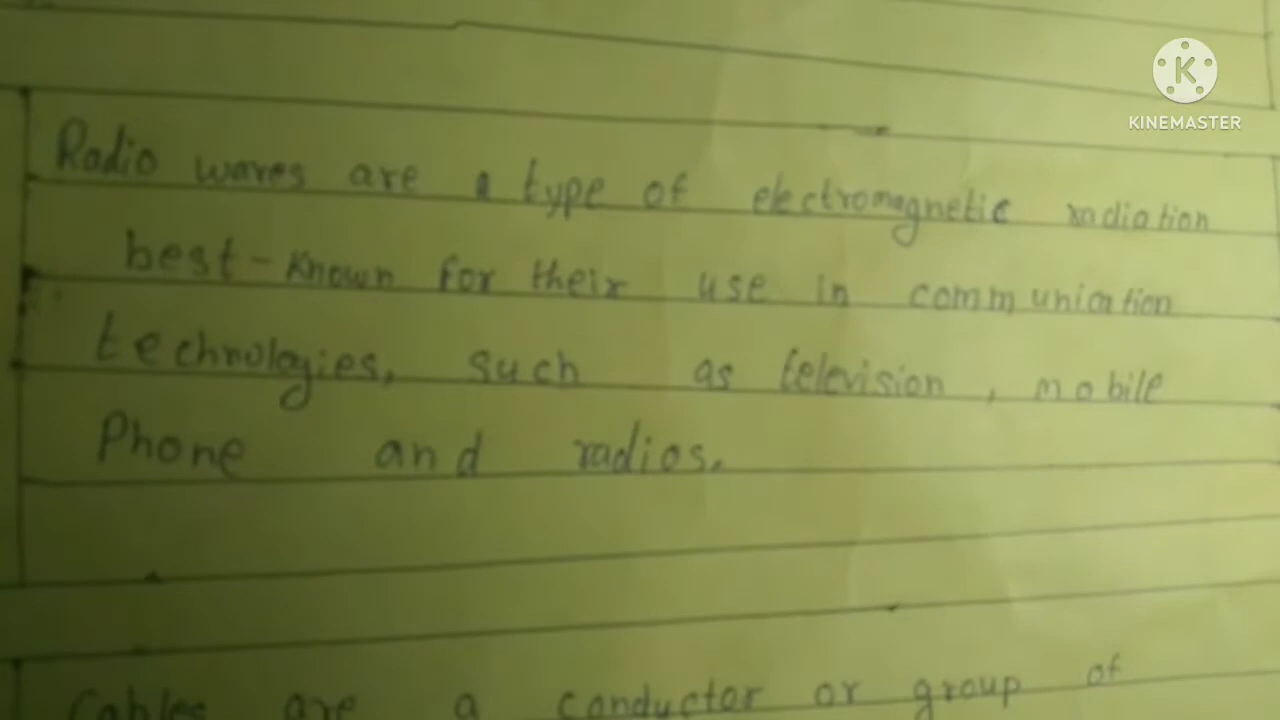 KINEMASTER
Radio waves are a type of electromagnetic radiation
best-known for their use in communication
technologies, such as television, mobile
Phone and radios.
Cables are a conductor or group of